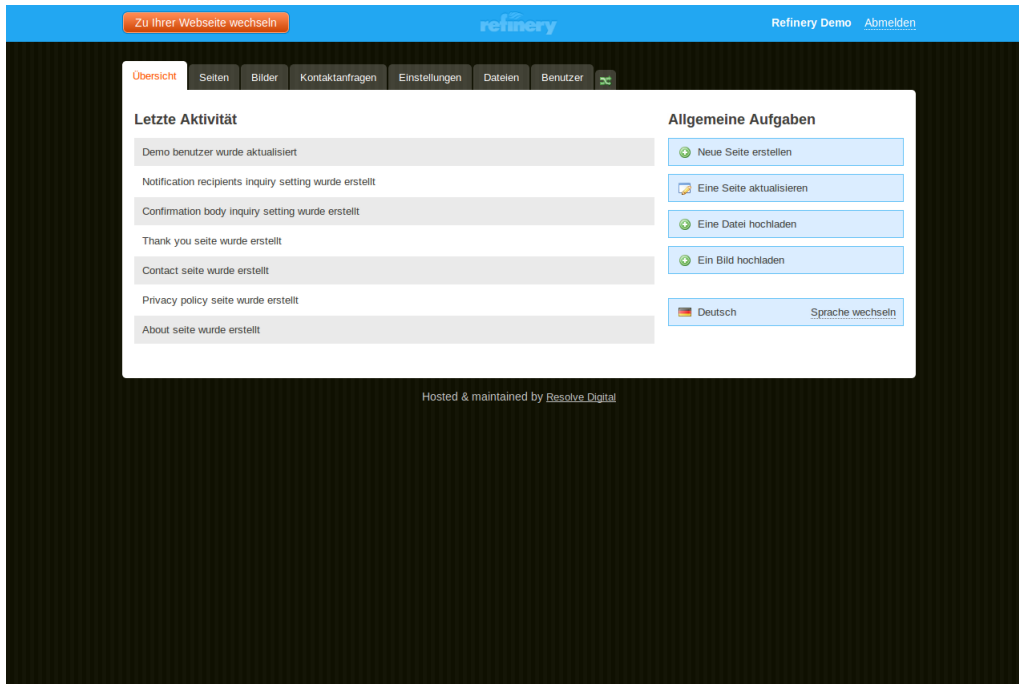 Zu Ihrer Webseite wechseln
refinery
Refinery Demo Abmelden
Übersicht Seiten Bilder Kontaktanfragen Einstellungen Dateien Benutzer
Letzte Aktivität
Demo benutzer wurde aktualisiert
Notification recipients inquiry setting wurde erstellt
Confirmation body inquiry setting wurde erstellt
Thank you seite wurde erstellt
Contact seite wurde erstellt
Privacy policy seite wurde erstellt
About seite wurde erstellt
Allgemeine Aufgaben
Neue Seite erstellen
Eine Seite aktualisieren
Eine Datei hochladen
Ein Bild hochladen
Deutsch Sprache wechseln
Hosted & maintained by Resolve Digital